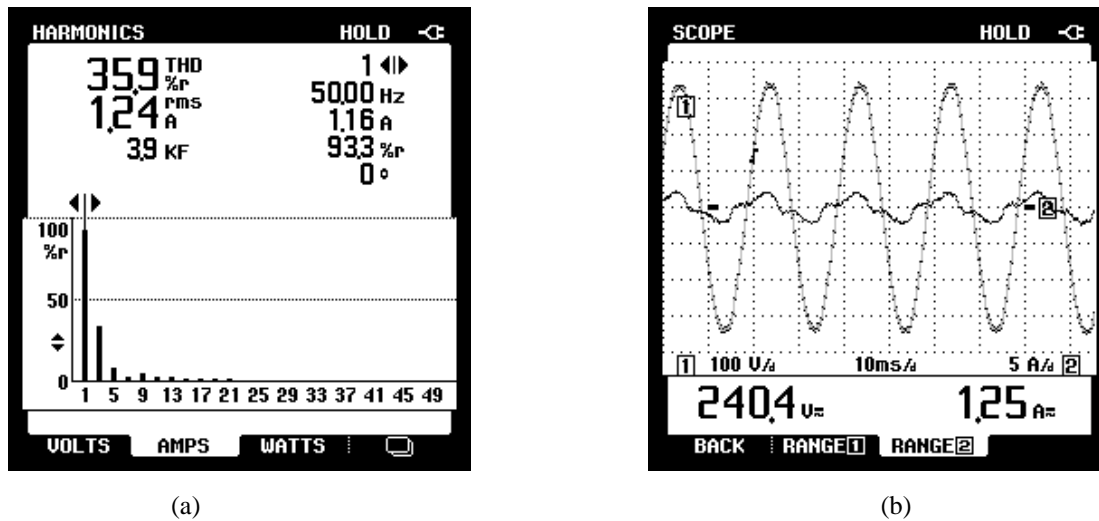 HARMONICS HOLD
35.9 THD %r
1.24 rms A
3.9 KF
1
50.00 Hz
1.16 A
93.3 %r
0 °
100
%r
50
0
1 5 9 13 17 21 25 29 33 37 41 45 49
VOLTS AMPS WATTS
(a)
SCOPE HOLD
1
2
1 100 V/d 10ms/d 5 A/d 2
240.4 V≂ 1.25 A≂
BACK RANGE1 RANGE2
(b)